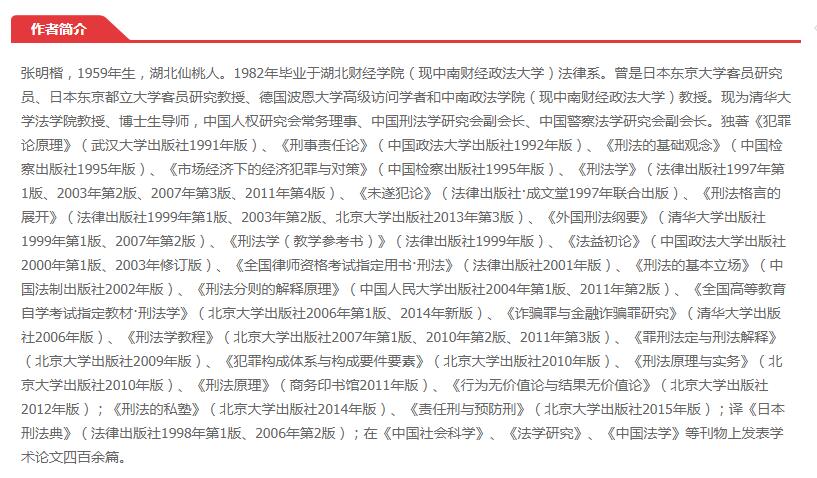 作者简介
张明楷，1959年生，湖北仙桃人。1982年毕业于湖北财经学院（现中南财经政法大学）法律系。曾是日本东京大学客员研究
员、日本东京都立大学客员研究教授、德国波恩大学高级访问学者和中南政法学院（现中南财经政法大学）教授。现为清华大
学法学院教授、博士生导师，中国人权研究会常务理事、中国刑法学研究会副会长、中国警察法学研究会副会长。独著《犯罪
论原理》（武汉大学出版社1991年版）、《刑事责任论》（中国政法大学出版社1992年版）、《刑法的基础观念》（中国检
察出版社1995年版）、《市场经济下的经济犯罪与对策》（中国检察出版社1995年版）、《刑法学》（法律出版社1997年第
1版、2003年第2版、2007年第3版、2011年第4版）、《未遂犯论》（法律出版社·成文堂1997年联合出版）、《刑法格言的
展开》（法律出版社1999年第1版、2003年第2版、北京大学出版社2013年第3版）、《外国刑法纲要》（清华大学出版社
1999年第1版、2007年第2版）、《刑法学（教学参考书）》（法律出版社1999年版）、《法益初论》（中国政法大学出版社
2000年第1版、2003年修订版）、《全国律师资格考试指定用书·刑法》（法律出版社2001年版）、《刑法的基本立场》（中
国法制出版社2002年版）、《刑法分则的解释原理》（中国人民大学出版社2004年第1版、2011年第2版）、《全国高等教育
自学考试指定教材·刑法学》（北京大学出版社2006年第1版、2014年新版）、《诈骗罪与金融诈骗罪研究》（清华大学出版
社2006年版）、《刑法学教程》（北京大学出版社2007年第1版、2010年第2版、2011年第3版）、《罪刑法定与刑法解释》
（北京大学出版社2009年版）、《犯罪构成体系与构成要件要素》（北京大学出版社2010年版）、《刑法原理与实务》（北
京大学出版社2010年版）、《刑法原理》（商务印书馆2011年版）、《行为无价值论与结果无价值论》（北京大学出版社
2012年版）；《刑法的私塾》（北京大学出版社2014年版）、《责任刑与预防刑》（北京大学出版社2015年版）；译《日本
刑法典》（法律出版社1998年第1版、2006年第2版）；在《中国社会科学》、《法学研究》、《中国法学》等刊物上发表学
术论文四百余篇。